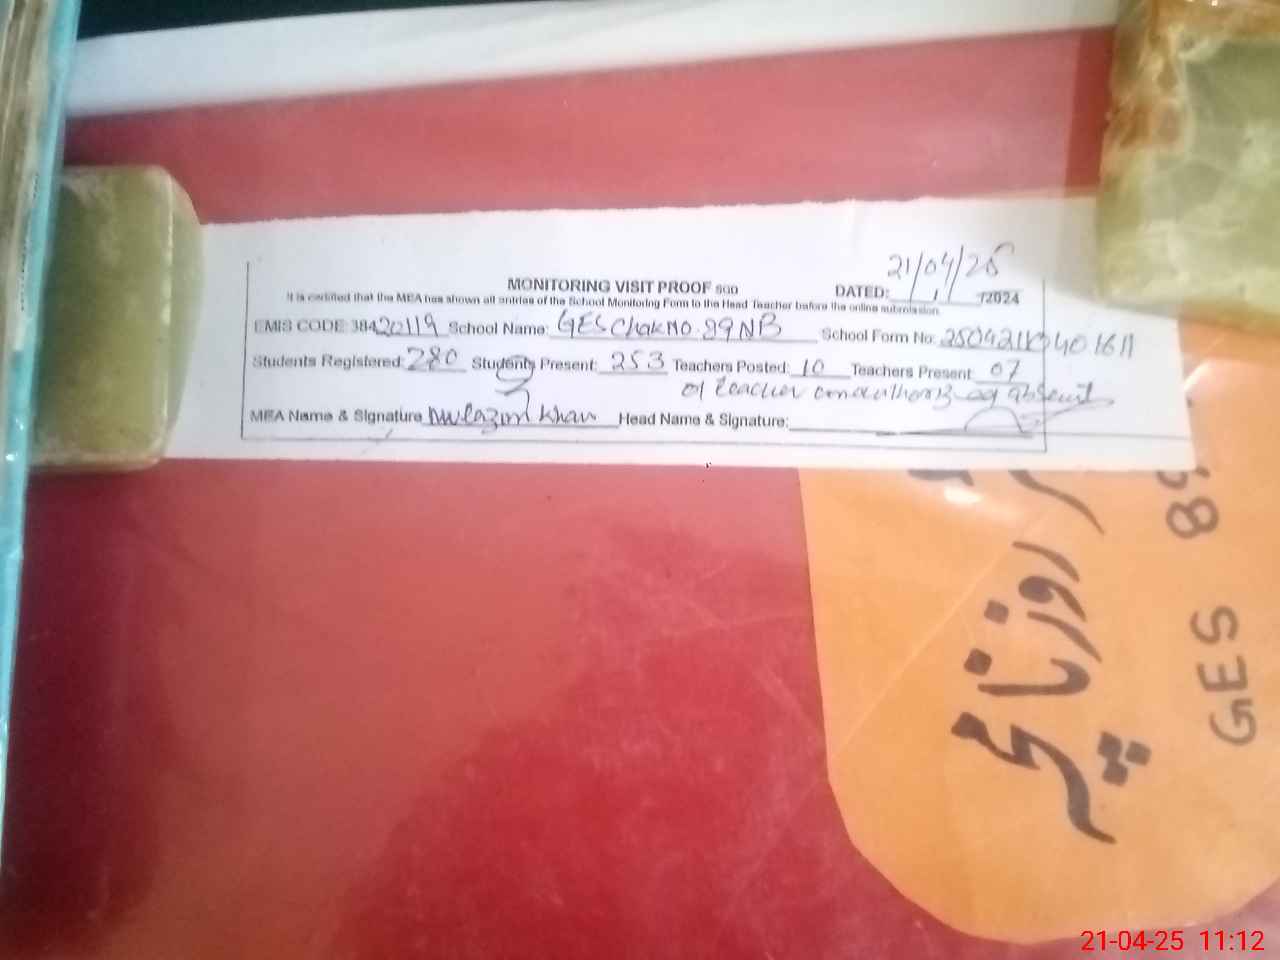 21/04/25
MONITORING VISIT PROOF SGD DATED: / /2024
It is certified that the MEA has shown all entries of the School Monitoring Form to the Head Teacher before the online submission.
EMIS CODE 38420119 School Name: GES Chak NO. 89 NB School Form No:
Students Registered: 280 Students Present: 253 Teachers Posted: 10 Teachers Present: 07
teacher absent
MEA Name & Signature Mulazim Khan Head Name & Signature:
روزنامچہ
GES 89
21-04-25 11:12